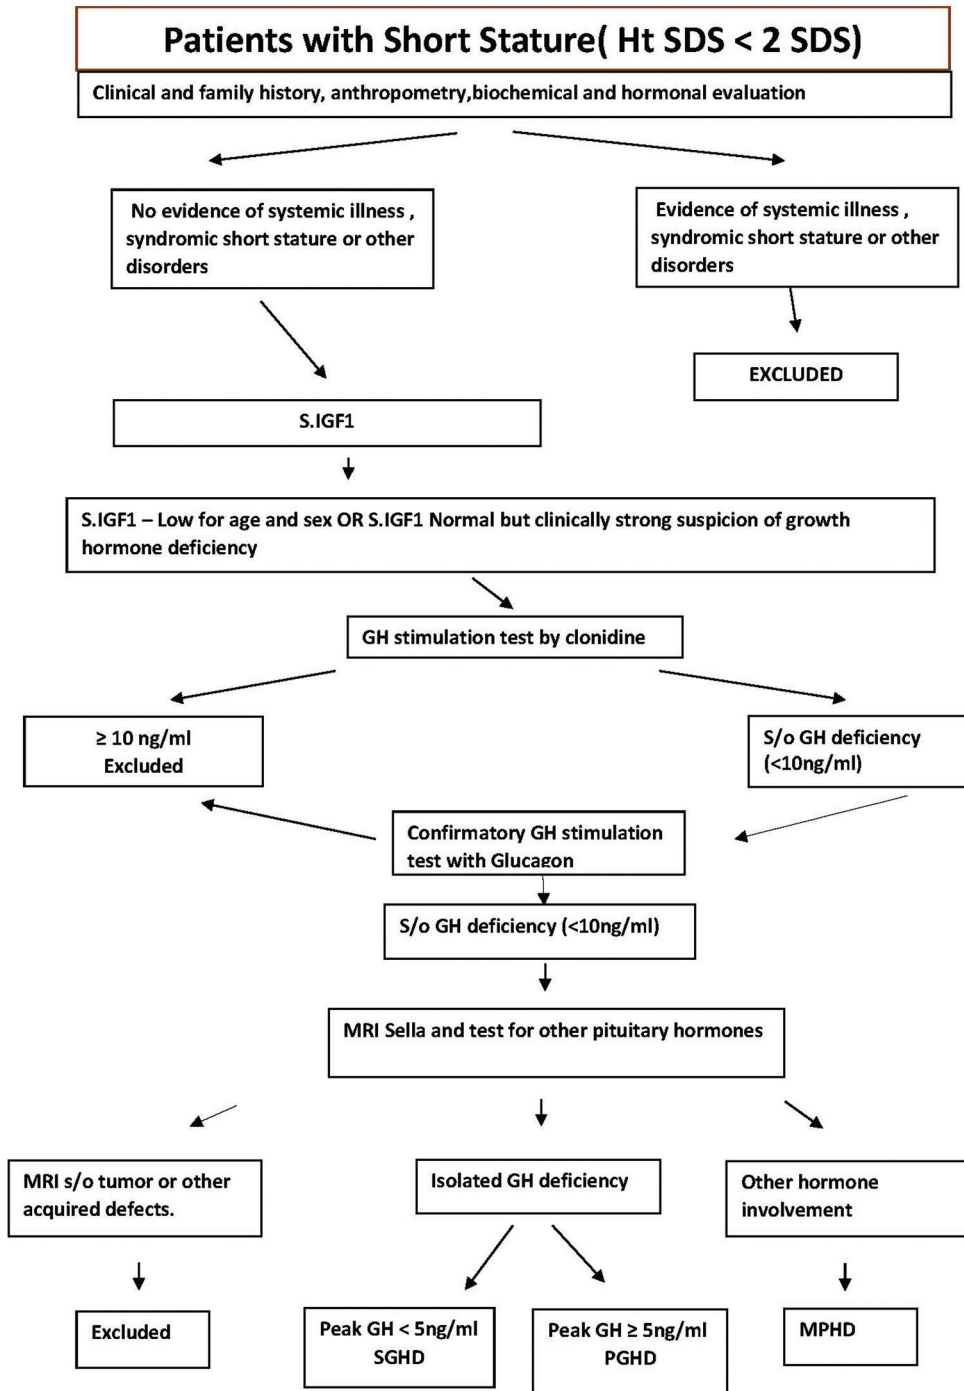 Patients with Short Stature( Ht SDS < 2 SDS)
Clinical and family history, anthropometry,biochemical and hormonal evaluation
No evidence of systemic illness ,
syndromic short stature or other
disorders
Evidence of systemic illness ,
syndromic short stature or other
disorders
EXCLUDED
S.IGF1
S.IGF1 – Low for age and sex OR S.IGF1 Normal but clinically strong suspicion of growth
hormone deficiency
GH stimulation test by clonidine
≥ 10 ng/ml
Excluded
S/o GH deficiency
(<10ng/ml)
Confirmatory GH stimulation
test with Glucagon
S/o GH deficiency (<10ng/ml)
MRI Sella and test for other pituitary hormones
MRI s/o tumor or other
acquired defects.
Isolated GH deficiency
Other hormone
involvement
Excluded
Peak GH < 5ng/ml
SGHD
Peak GH ≥ 5ng/ml
PGHD
MPHD